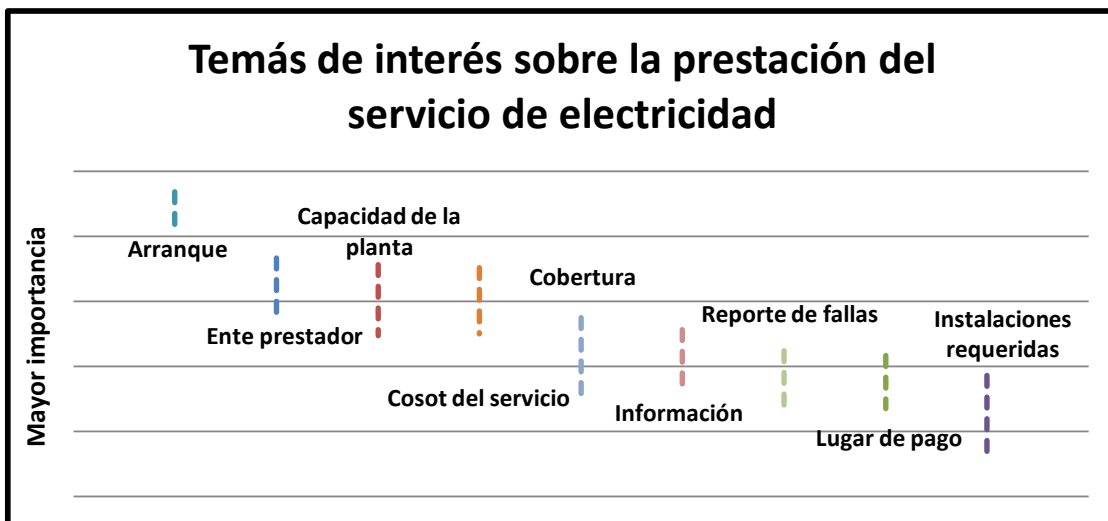 Temás de interés sobre la prestación del
servicio de electricidad
Mayor importancia
Arranque
Ente prestador
Capacidad de la
planta
Cosot del servicio
Cobertura
Información
Reporte de fallas
Lugar de pago
Instalaciones
requeridas